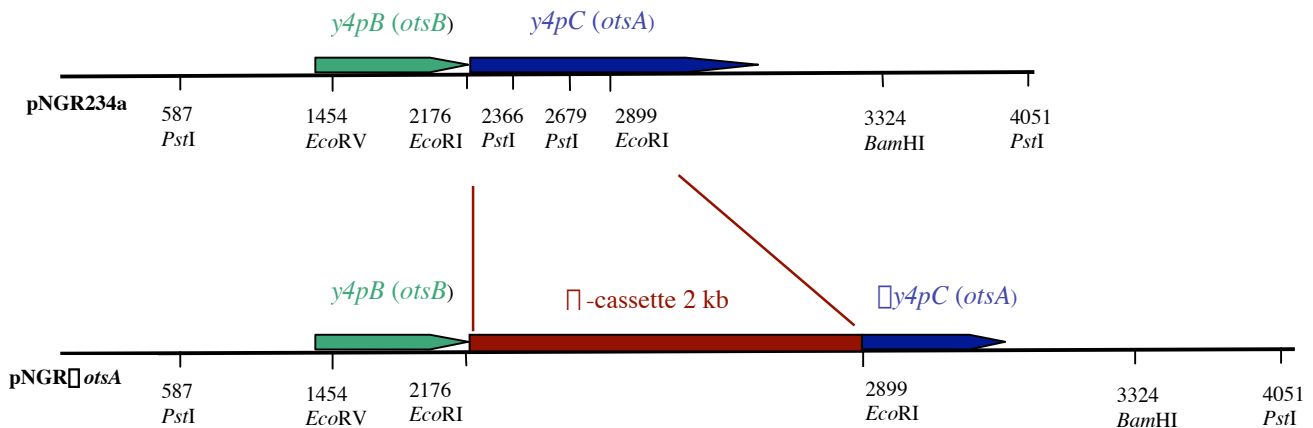 y4pB (otsB) y4pC (otsA)
pNGR234a
587 1454 2176 2366 2679 2899 3324 4051
PstI EcoRV EcoRI PstI PstI EcoRI BamHI PstI
y4pB (otsB) ▯-cassette 2 kb ▯y4pC (otsA)
pNGR▯otsA
587 1454 2176 2899 3324 4051
PstI EcoRV EcoRI EcoRI BamHI PstI